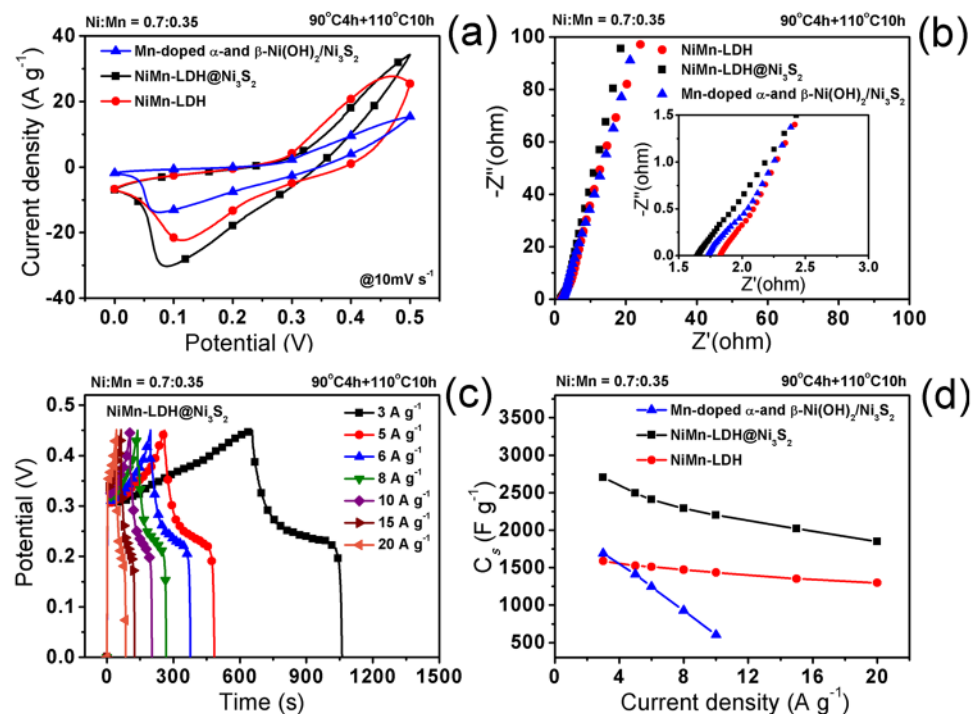 Ni:Mn = 0.7:0.35 90°C4h+110°C10h
(a)
Mn-doped α-and β-Ni(OH)₂/Ni₃S₂
NiMn-LDH@Ni₃S₂
NiMn-LDH
@10mV s⁻¹
Current density (A g⁻¹)
40
20
0
-20
-40
0.0 0.1 0.2 0.3 0.4 0.5
Potential (V)
Ni:Mn = 0.7:0.35 90°C4h+110°C10h
(b)
NiMn-LDH
NiMn-LDH@Ni₃S₂
Mn-doped α-and β-Ni(OH)₂/Ni₃S₂
-Z''(ohm)
100
80
60
40
20
0
0 20 40 60 80 100
Z'(ohm)
-Z''(ohm)
1.5
1.0
0.5
0.0
1.5 2.0 2.5 3.0
Z'(ohm)
Ni:Mn = 0.7:0.35 90°C4h+110°C10h
(c)
NiMn-LDH@Ni₃S₂
3 A g⁻¹
5 A g⁻¹
6 A g⁻¹
8 A g⁻¹
10 A g⁻¹
15 A g⁻¹
20 A g⁻¹
Potential (V)
0.5
0.4
0.3
0.2
0.1
0.0
0 300 600 900 1200 1500
Time (s)
Ni:Mn = 0.7:0.35 90°C4h+110°C10h
(d)
Mn-doped α-and β-Ni(OH)₂/Ni₃S₂
NiMn-LDH@Ni₃S₂
NiMn-LDH
Cₛ (F g⁻¹)
3500
3000
2500
2000
1500
1000
500
0 4 8 12 16 20
Current density (A g⁻¹)